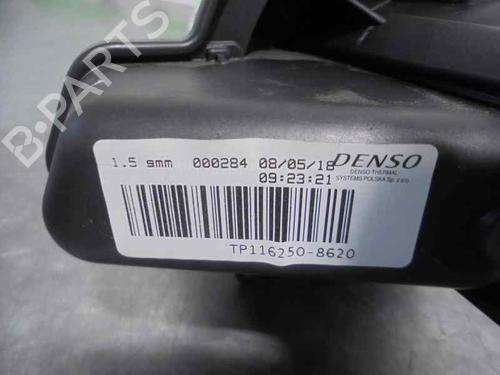 B-PARTS
1.5 smm 000284 08/05/18 DENSO
DENSO THERMAL
09:23:21 SYSTEMS POLSKA Sp. z o.o.
TP116250-8620